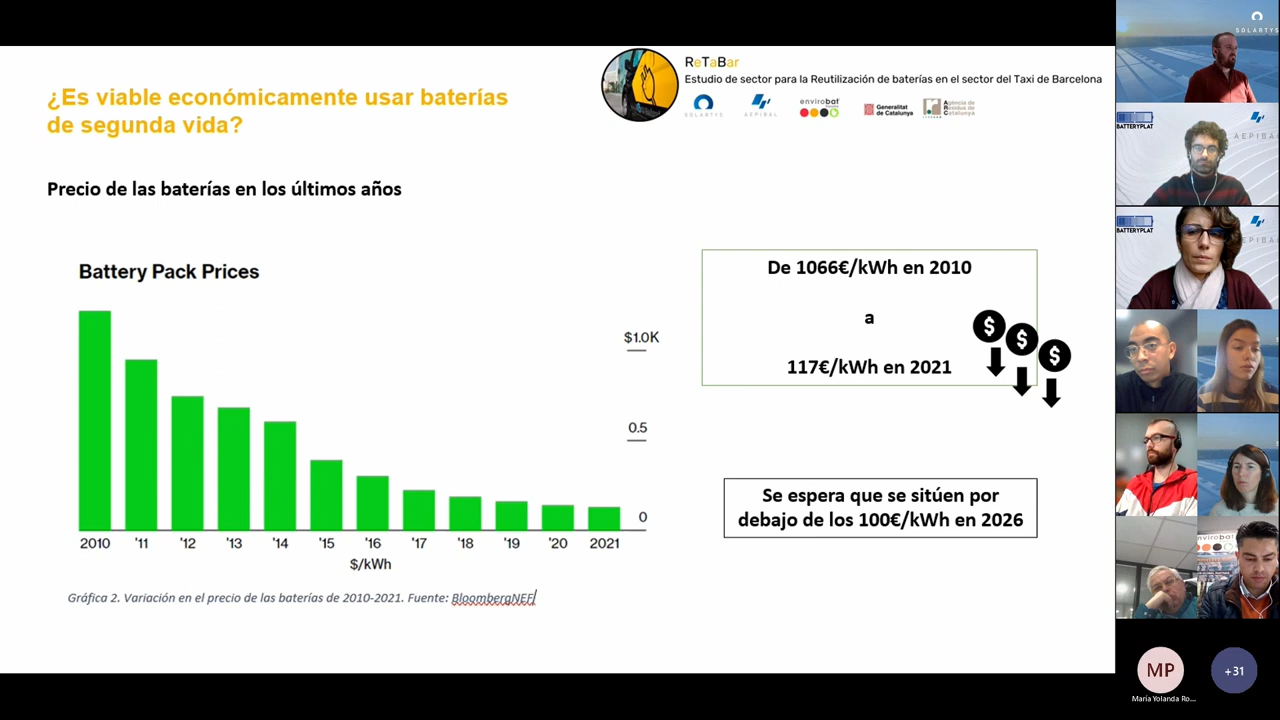 ¿Es viable económicamente usar baterías
de segunda vida?
ReTaBar
Estudio de sector para la Reutilización de baterías en el sector del Taxi de Barcelona
SOLARTYS
AEPIBAL
envirobat
Generalitat
de Catalunya
Agència de
Residus de
Catalunya
Precio de las baterías en los últimos años
Battery Pack Prices
$1.0K
0.5
0
2010 '11 '12 '13 '14 '15 '16 '17 '18 '19 '20 2021
$/kWh
Gráfica 2. Variación en el precio de las baterías de 2010-2021. Fuente: BloombergNEF
De 1066€/kWh en 2010
a
117€/kWh en 2021
$ $ $
Se espera que se sitúen por
debajo de los 100€/kWh en 2026
SOLARTYS
BATTERYPLAT
AEPIBAL
BATTERYPLAT
EPIBAL
envirobat
MP
María Yolanda Ro...
+31